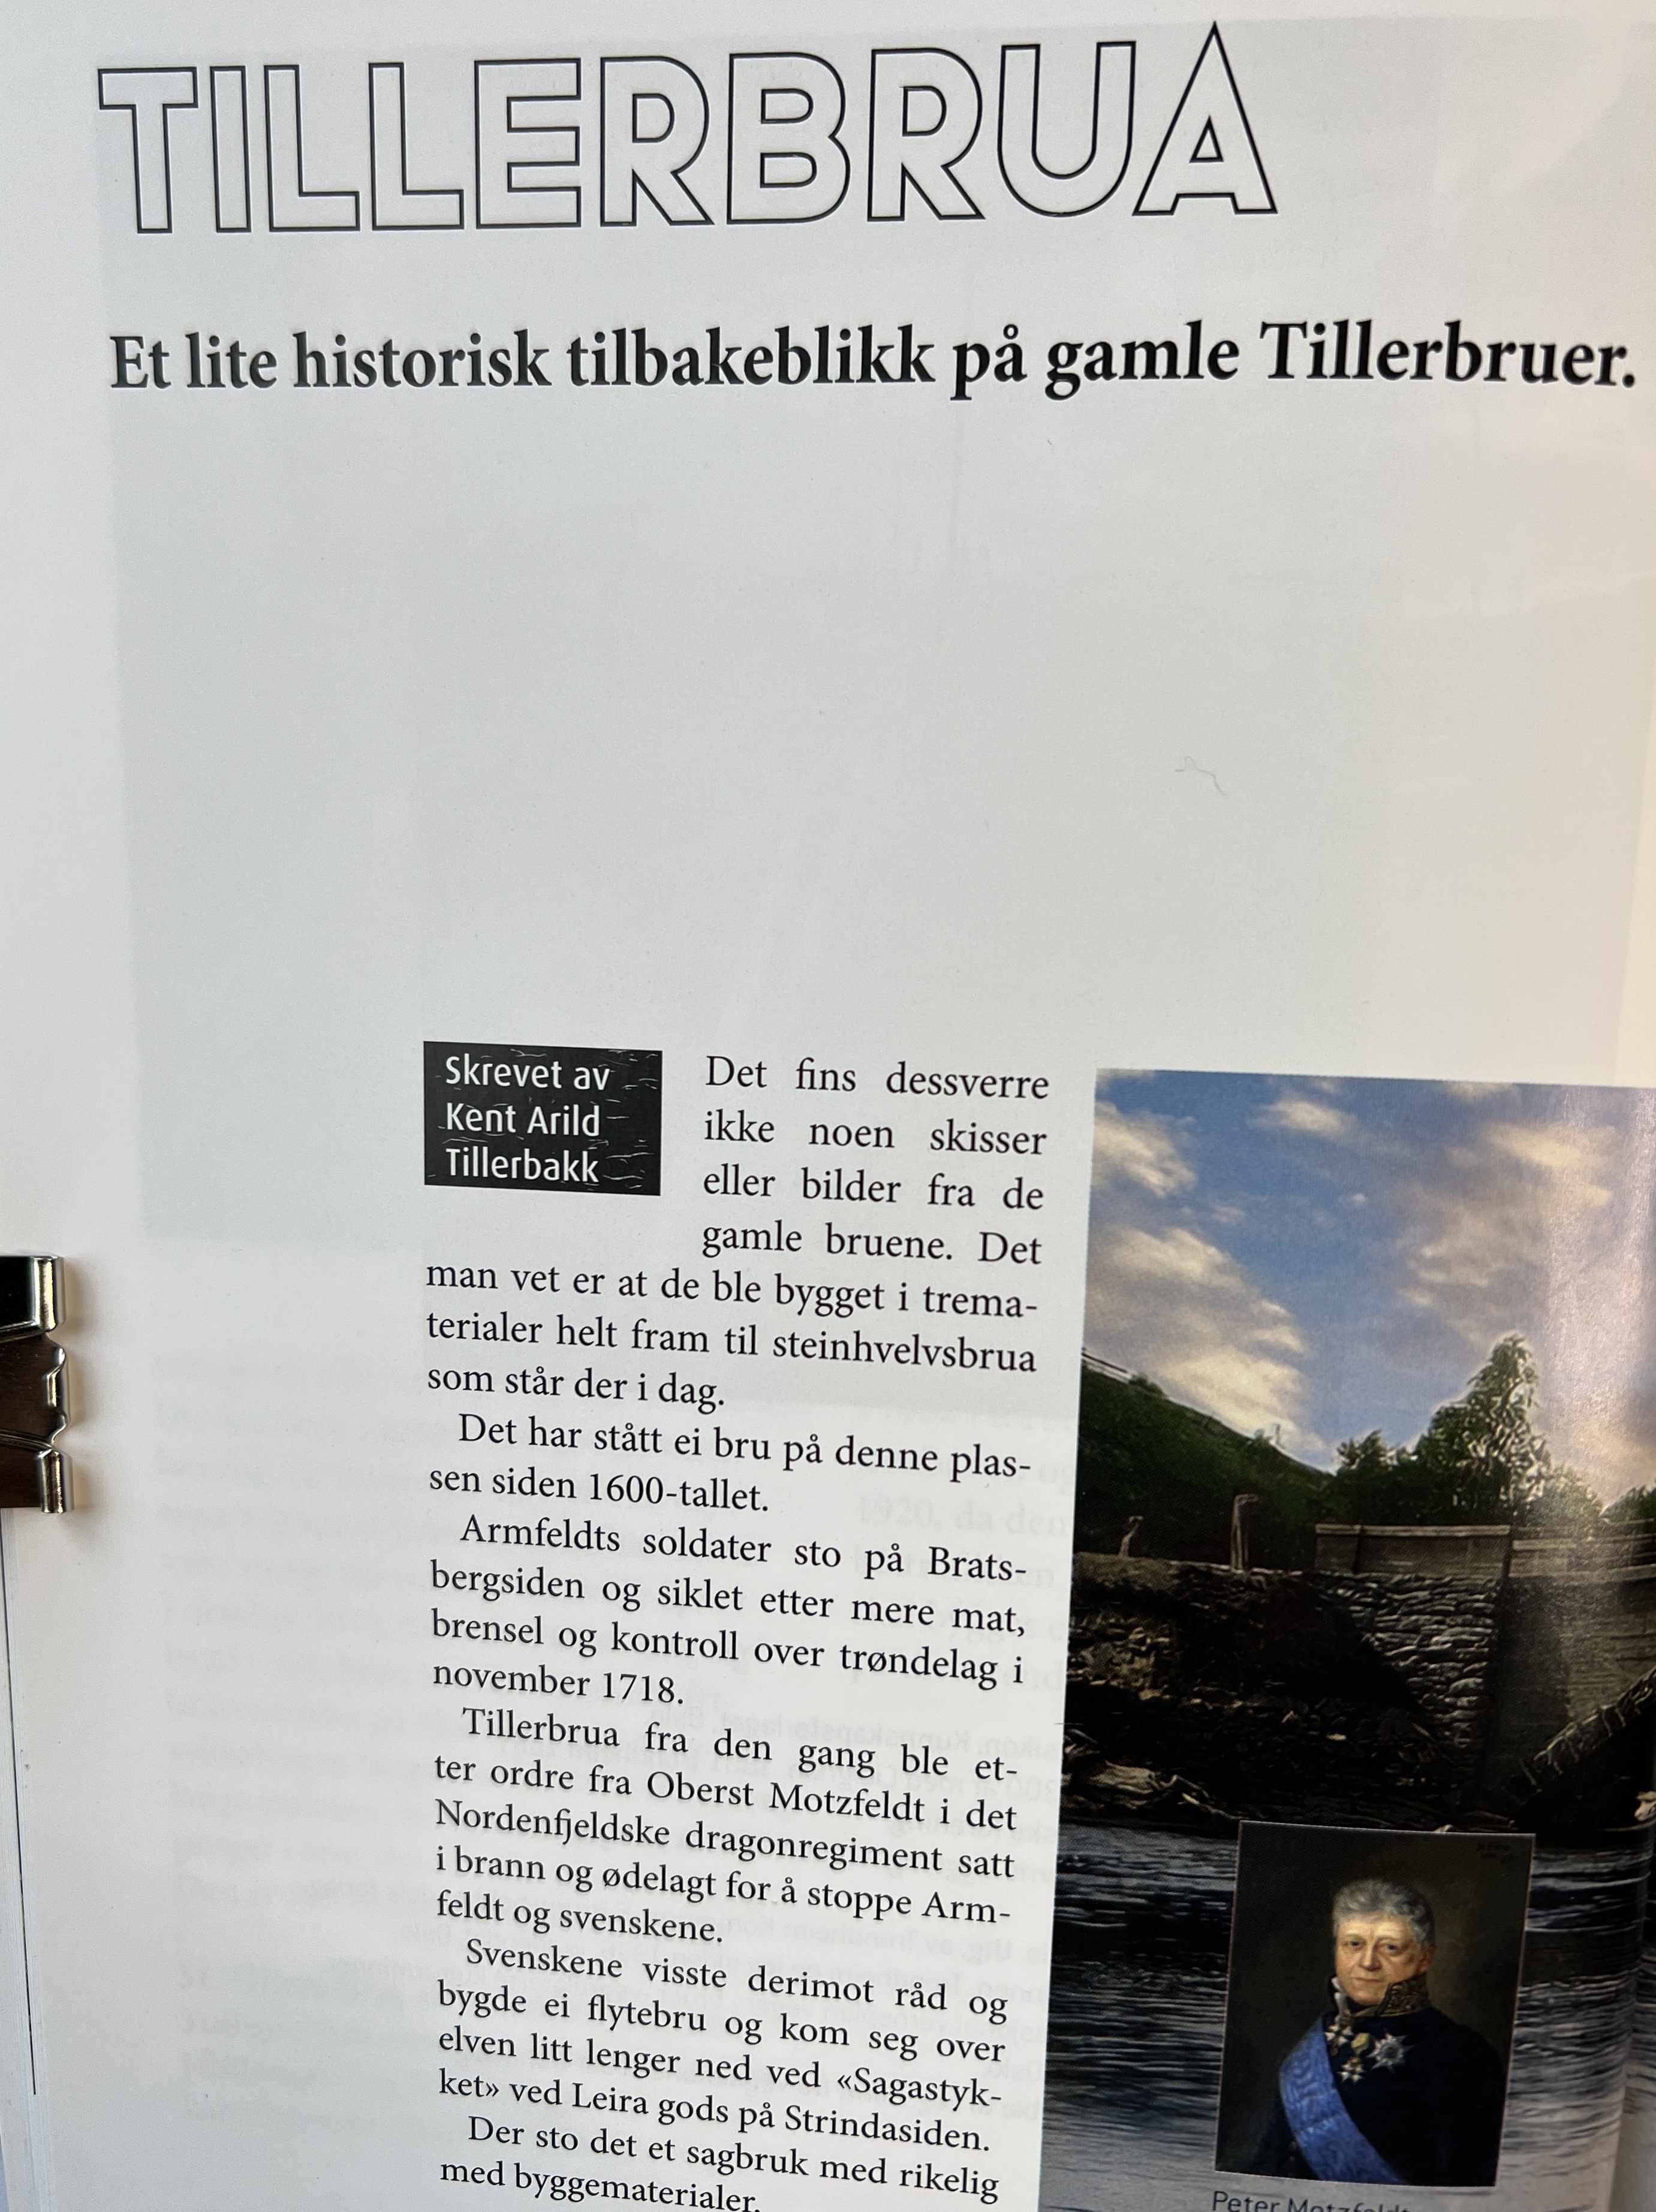 TILLERBRUA
Et lite historisk tilbakeblikk på gamle Tillerbruer.
Skrevet av
Kent Arild
Tillerbakk
Det fins dessverre
ikke noen skisser
eller bilder fra de
gamle bruene. Det
man vet er at de ble bygget i trema-
terialer helt fram til steinhvelvsbrua
som står der i dag.
Det har stått ei bru på denne plas-
sen siden 1600-tallet.
Armfeldts soldater sto på Brats-
bergsiden og siklet etter mere mat,
brensel og kontroll over trøndelag i
november 1718.
Tillerbrua fra den gang ble et-
ter ordre fra Oberst Motzfeldt i det
Nordenfjeldske dragonregiment satt
i brann og ødelagt for å stoppe Arm-
feldt og svenskene.
Svenskene visste derimot råd og
bygde ei flytebru og kom seg over
elven litt lenger ned ved «Sagastyk-
ket» ved Leira gods på Strindasiden.
Der sto det et sagbruk med rikelig
med byggematerialer.
Peter Motzfeldt